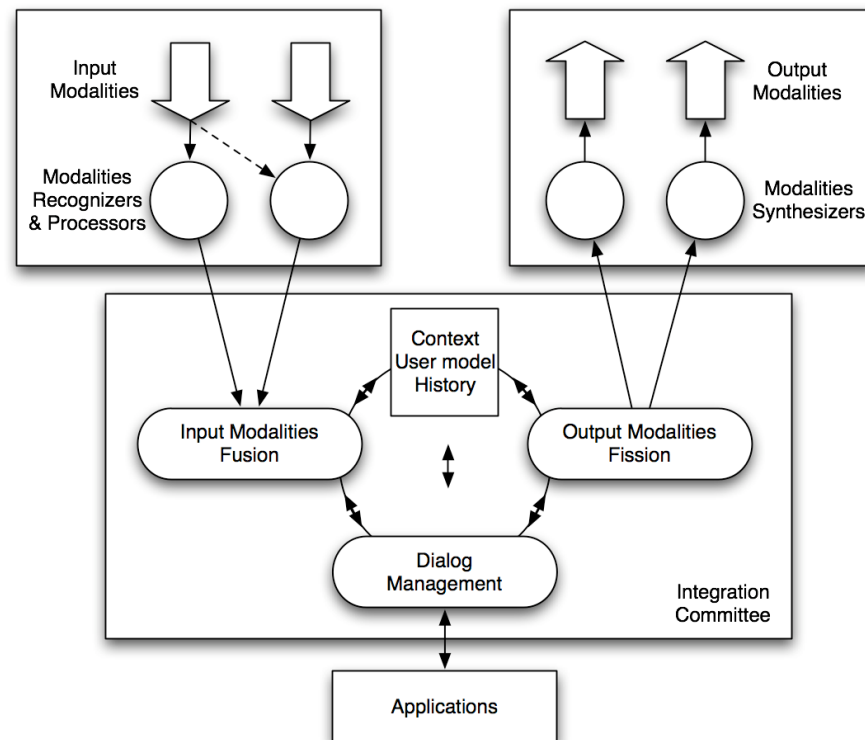 Input
Modalities
Modalities
Recognizers
& Processors
Output
Modalities
Modalities
Synthesizers
Context
User model
History
Input Modalities
Fusion
Output Modalities
Fission
Dialog
Management
Integration
Committee
Applications